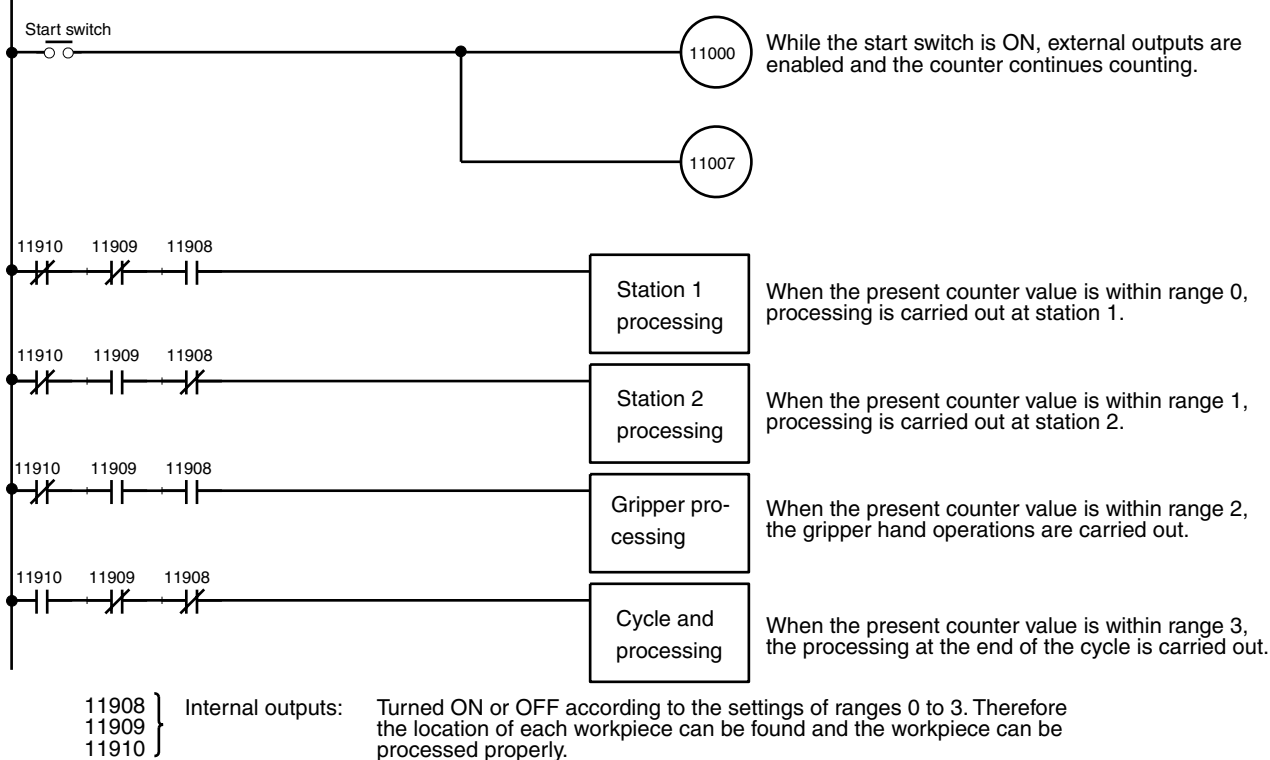 Start switch
11000
While the start switch is ON, external outputs are
enabled and the counter continues counting.
11007
11910 11909 11908
Station 1
processing
When the present counter value is within range 0,
processing is carried out at station 1.
11910 11909 11908
Station 2
processing
When the present counter value is within range 1,
processing is carried out at station 2.
11910 11909 11908
Gripper pro-
cessing
When the present counter value is within range 2,
the gripper hand operations are carried out.
11910 11909 11908
Cycle and
processing
When the present counter value is within range 3,
the processing at the end of the cycle is carried out.
11908
11909
11910
Internal outputs:
Turned ON or OFF according to the settings of ranges 0 to 3. Therefore
the location of each workpiece can be found and the workpiece can be
processed properly.